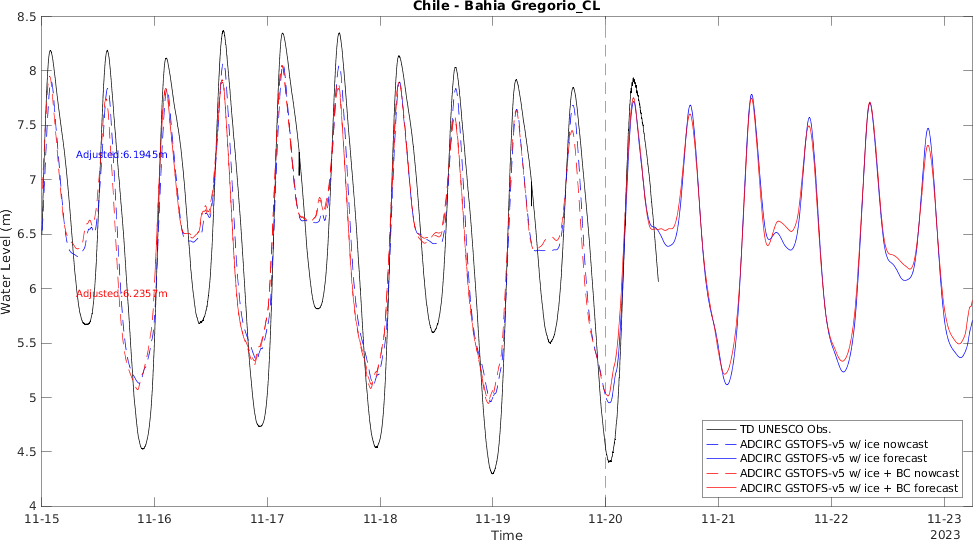 Chile - Bahia Gregorio_CL
8.5
8
7.5
7
6.5
6
5.5
5
4.5
4
Water Level (m)
Adjusted:6.1945m
Adjusted:6.2357m
TD UNESCO Obs.
ADCIRC GSTOFS-v5 w/ ice nowcast
ADCIRC GSTOFS-v5 w/ ice forecast
ADCIRC GSTOFS-v5 w/ ice + BC nowcast
ADCIRC GSTOFS-v5 w/ ice + BC forecast
11-15 11-16 11-17 11-18 11-19 11-20 11-21 11-22 11-23
Time 2023